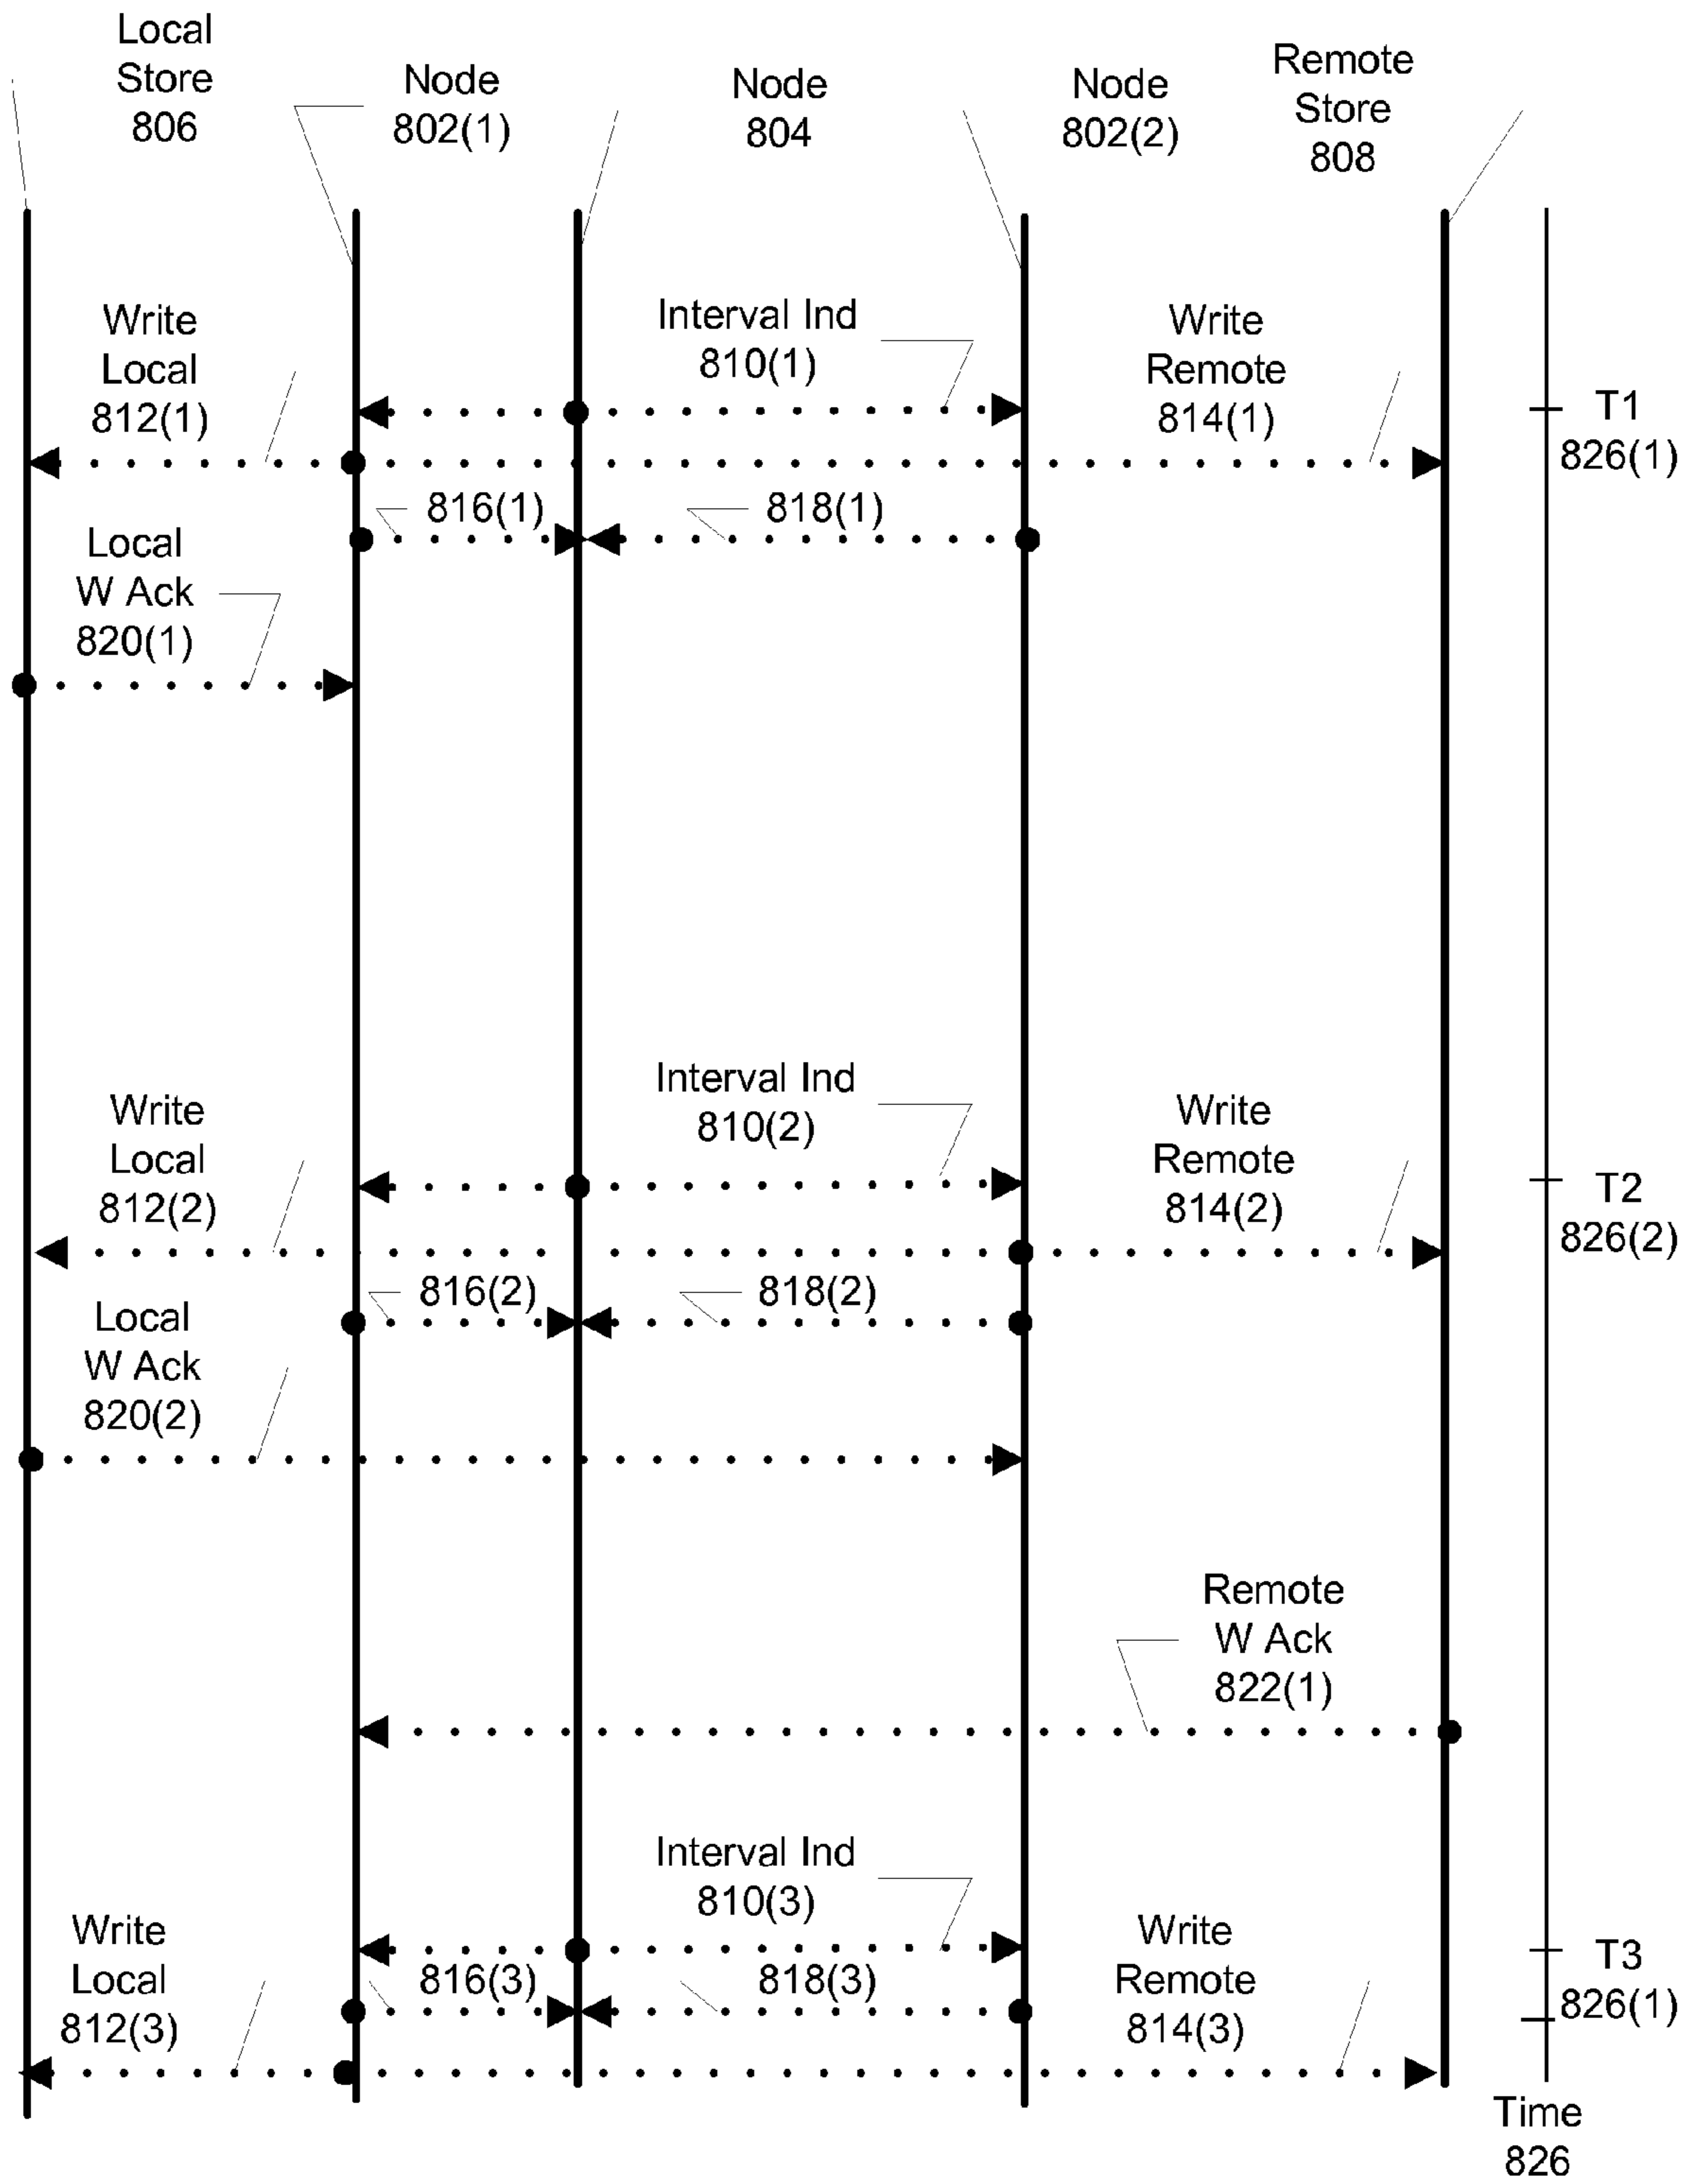 Local
Store
806
Node
802(1)
Node
804
Node
802(2)
Remote
Store
808
Write
Local
812(1)
Interval Ind
810(1)
Write
Remote
814(1)
T1
826(1)
816(1)
818(1)
Local
W Ack
820(1)
Interval Ind
810(2)
Write
Local
812(2)
Write
Remote
814(2)
T2
826(2)
816(2)
818(2)
Local
W Ack
820(2)
Remote
W Ack
822(1)
Interval Ind
810(3)
Write
Local
812(3)
816(3)
818(3)
Write
Remote
814(3)
T3
826(1)
Time
826